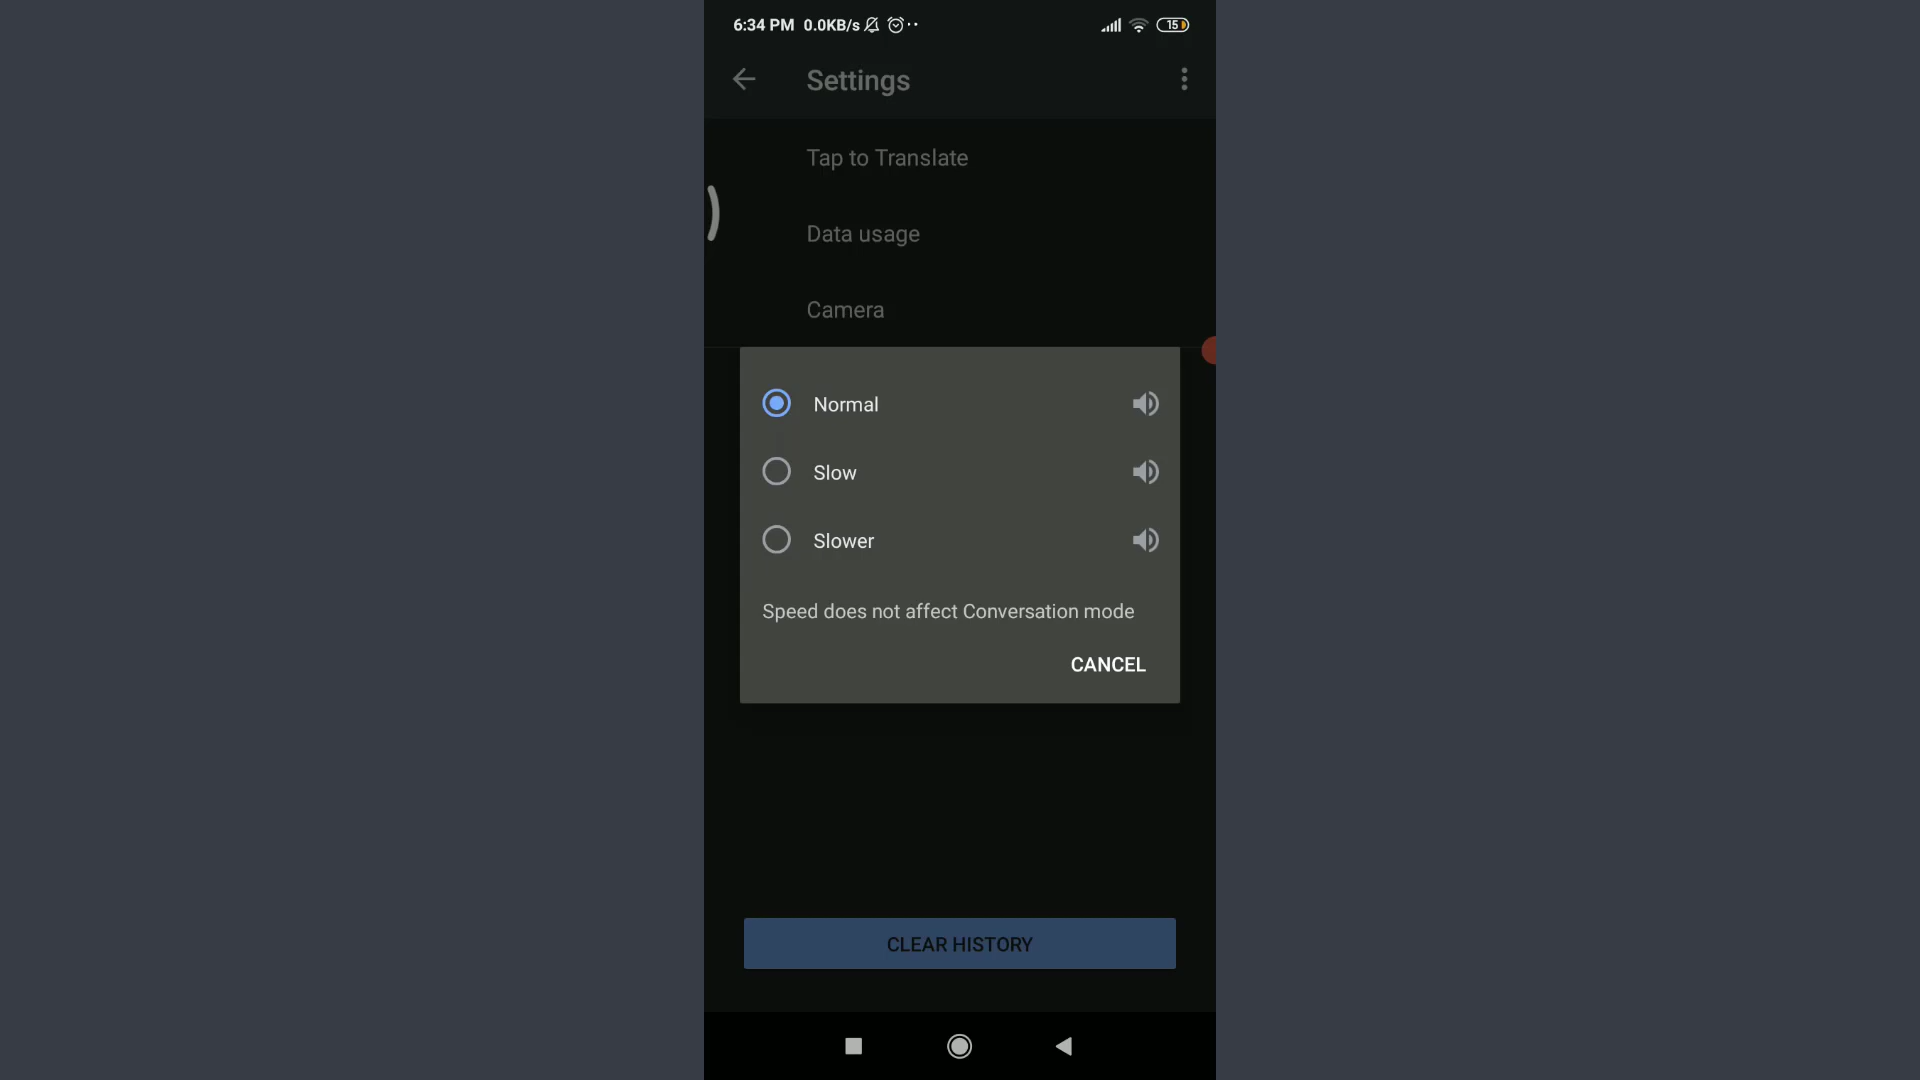 6:34 PM 0.0KB/s 15
Settings
Tap to Translate
Data usage
Camera
Normal
Slow
Slower
Speed does not affect Conversation mode
CANCEL
CLEAR HISTORY